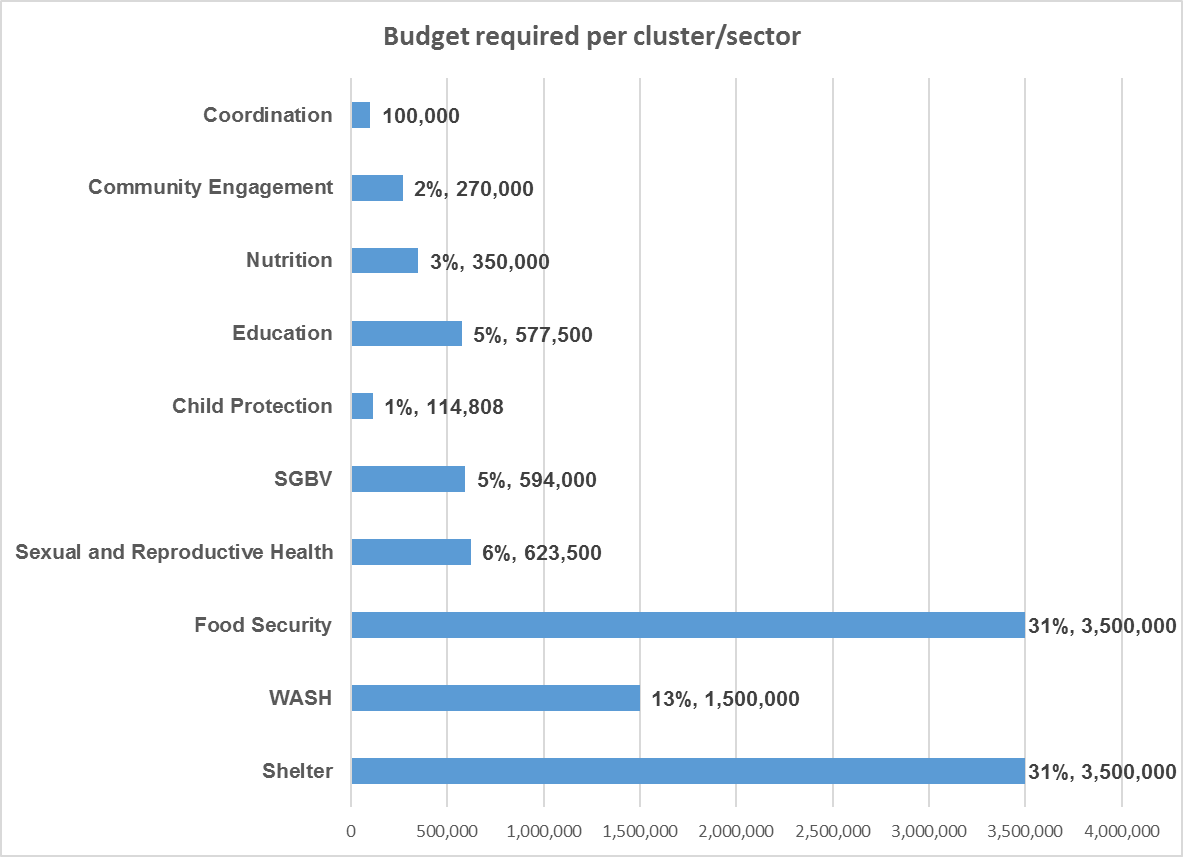 Budget required per cluster/sector
Coordination 100,000
Community Engagement 2%, 270,000
Nutrition 3%, 350,000
Education 5%, 577,500
Child Protection 1%, 114,808
SGBV 5%, 594,000
Sexual and Reproductive Health 6%, 623,500
Food Security 31%, 3,500,000
WASH 13%, 1,500,000
Shelter 31%, 3,500,000
0 500,000 1,000,000 1,500,000 2,000,000 2,500,000 3,000,000 3,500,000 4,000,000